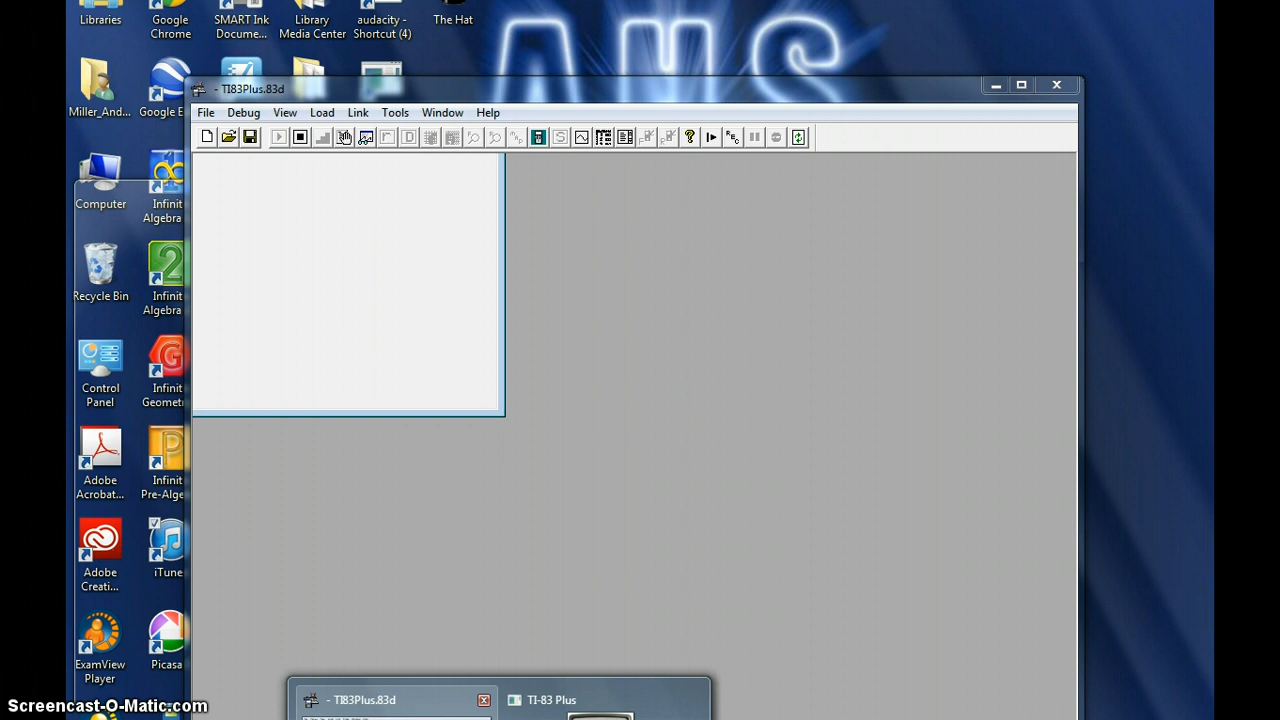 Libraries
Google
Chrome
SMART Ink
Docume...
Library
Media Center
audacity -
Shortcut (4)
The Hat
AHS
Miller_And...
Google E
- TI83Plus.83d
File Debug View Load Link Tools Window Help
Computer
Infinit
Algebra
Recycle Bin
Infinit
Algebra
Control
Panel
Infinit
Geomet
Adobe
Acrobat...
Infinit
Pre-Alge
Adobe
Creati...
iTune
ExamView
Player
Picasa
- TI83Plus.83d
TI-83 Plus
Screencast-O-Matic.com